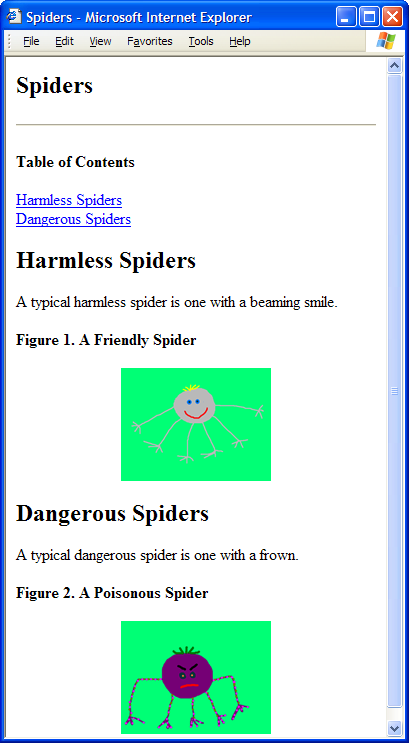 Spiders - Microsoft Internet Explorer
File Edit View Favorites Tools Help
Spiders
Table of Contents
Harmless Spiders
Dangerous Spiders
Harmless Spiders
A typical harmless spider is one with a beaming smile.
Figure 1. A Friendly Spider
Dangerous Spiders
A typical dangerous spider is one with a frown.
Figure 2. A Poisonous Spider